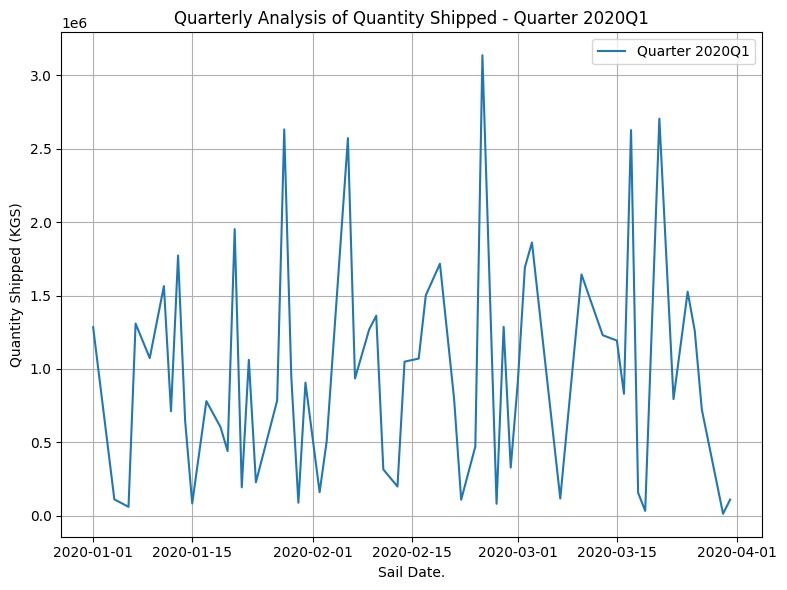 Quarterly Analysis of Quantity Shipped - Quarter 2020Q1
1e6
Quarter 2020Q1
3.0
2.5
2.0
1.5
1.0
0.5
0.0
Quantity Shipped (KGS)
2020-01-01 2020-01-15 2020-02-01 2020-02-15 2020-03-01 2020-03-15 2020-04-01
Sail Date.